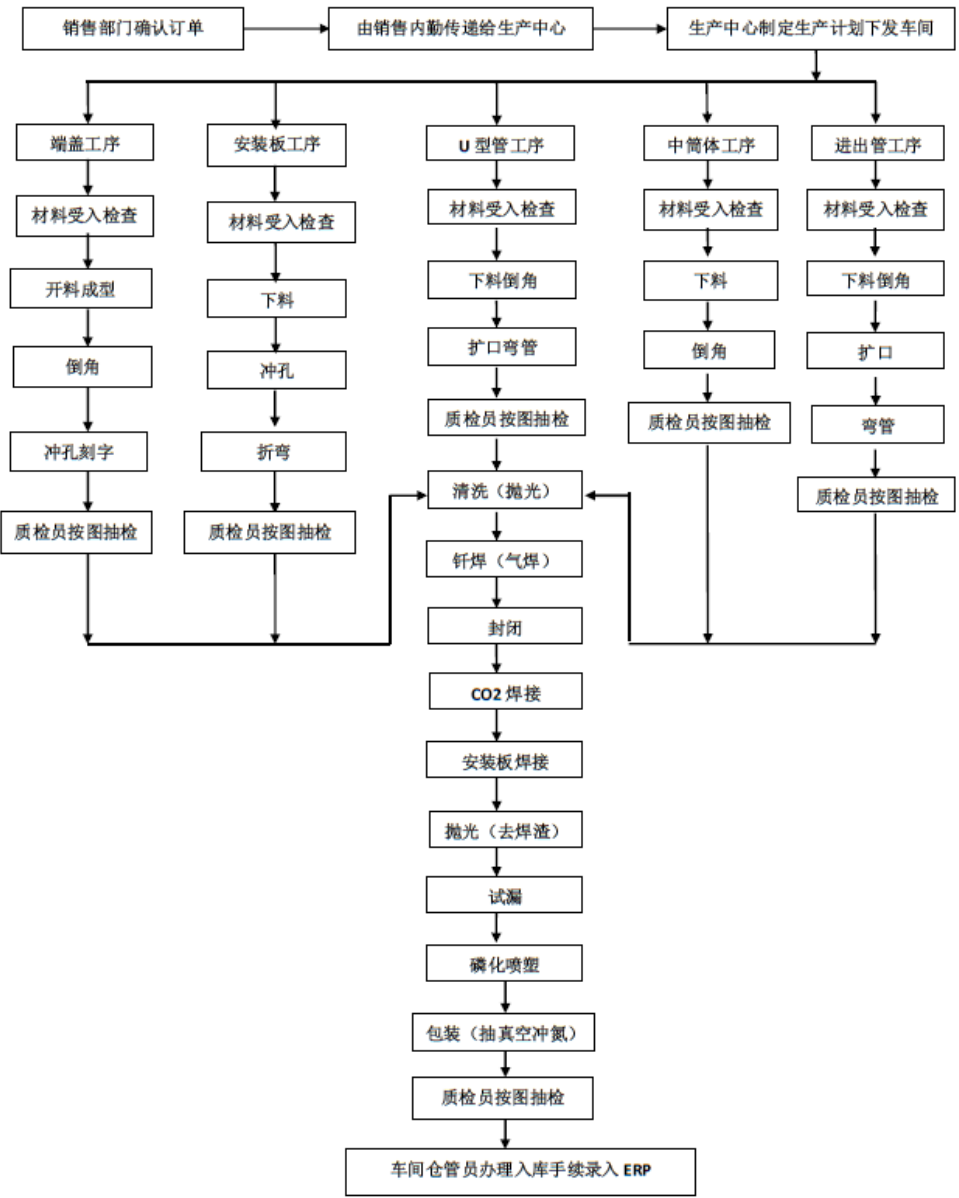 销售部门确认订单
由销售内勤传递给生产中心
生产中心制定生产计划下发车间
端盖工序
材料受入检查
开料成型
倒角
冲孔刻字
质检员按图抽检
安装板工序
材料受入检查
下料
冲孔
折弯
质检员按图抽检
U 型管工序
材料受入检查
下料倒角
扩口弯管
质检员按图抽检
中筒体工序
材料受入检查
下料
倒角
质检员按图抽检
进出管工序
材料受入检查
下料倒角
扩口
弯管
质检员按图抽检
清洗（抛光）
钎焊（气焊）
封闭
CO2 焊接
安装板焊接
抛光（去焊渣）
试漏
磷化喷塑
包装（抽真空冲氮）
质检员按图抽检
车间仓管员办理入库手续录入 ERP